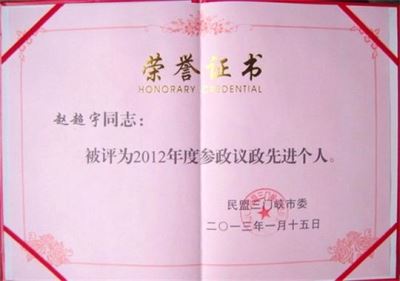 荣誉证书
HONORARY CREDENTIAL
赵超宇同志：
被评为2012年度参政议政先进个人。
民盟三门峡市委
二〇一三年一月十五日